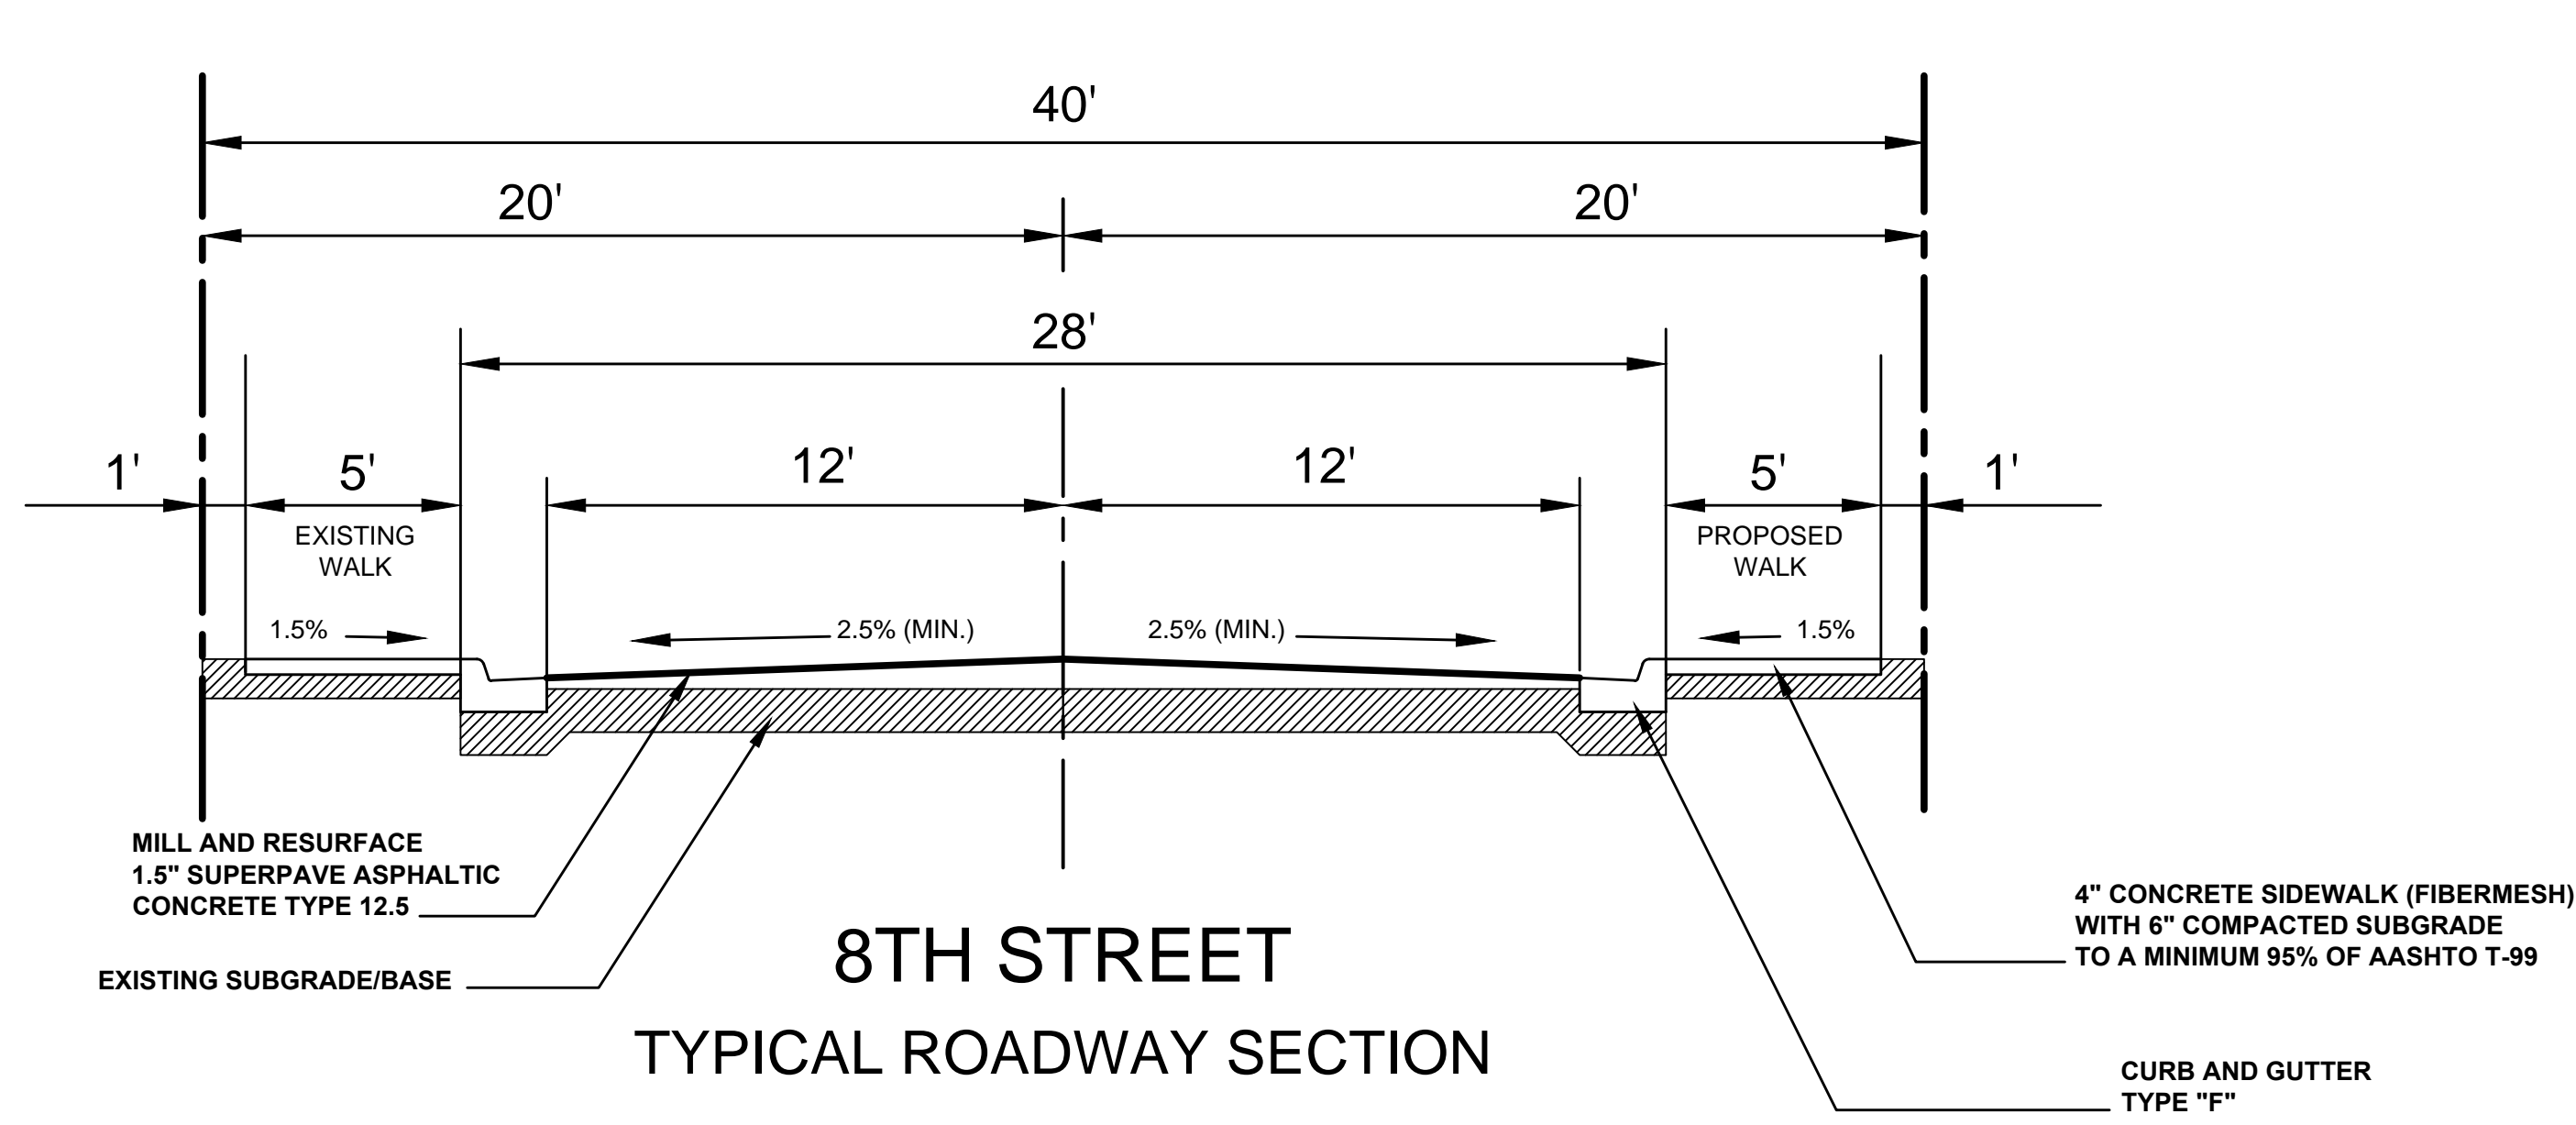 40'
20'
20'
28'
1'
5'
12'
12'
5'
1'
EXISTING
WALK
PROPOSED
WALK
1.5%
2.5% (MIN.)
2.5% (MIN.)
1.5%
MILL AND RESURFACE
1.5" SUPERPAVE ASPHALTIC
CONCRETE TYPE 12.5
EXISTING SUBGRADE/BASE
4" CONCRETE SIDEWALK (FIBERMESH)
WITH 6" COMPACTED SUBGRADE
TO A MINIMUM 95% OF AASHTO T-99
CURB AND GUTTER
TYPE "F"
8TH STREET
TYPICAL ROADWAY SECTION